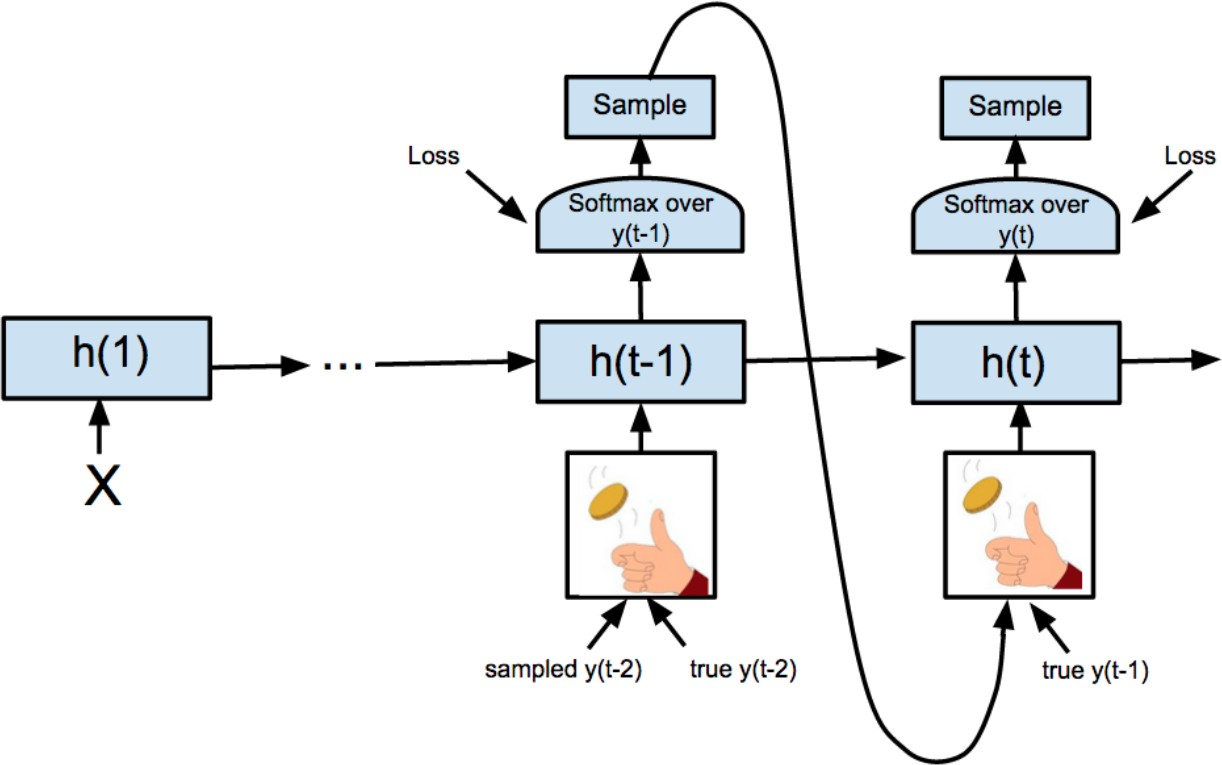 Sample
Sample
Loss
Loss
Softmax over
y(t-1)
Softmax over
y(t)
h(1)
...
h(t-1)
h(t)
X
sampled y(t-2)
true y(t-2)
true y(t-1)